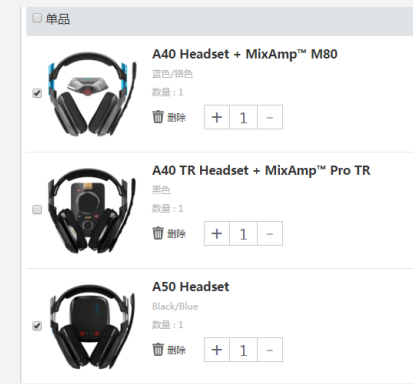 单品
A40 Headset + MixAmp™ M80
蓝色/银色
数量 : 1
删除 + 1 -
A40 TR Headset + MixAmp™ Pro TR
黑色
数量 : 1
删除 + 1 -
A50 Headset
Black/Blue
数量 : 1
删除 + 1 -